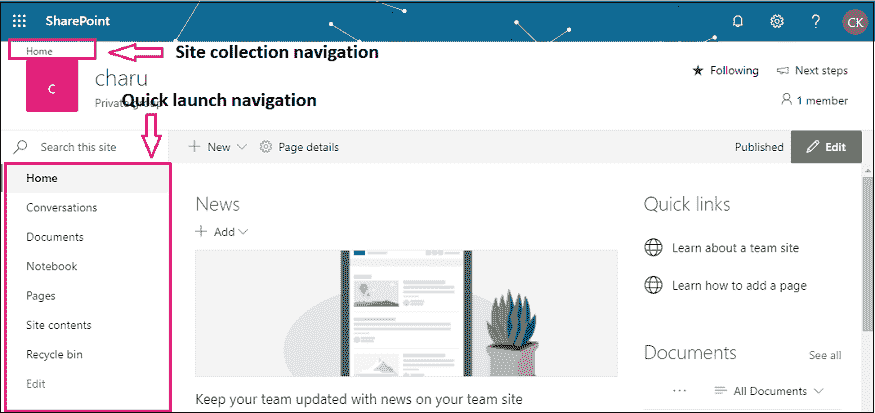 SharePoint
CK
Home
Site collection navigation
C
charu
Following
Next steps
Private group
Quick launch navigation
1 member
Search this site
New
Page details
Published
Edit
Home
Conversations
Documents
Notebook
Pages
Site contents
Recycle bin
Edit
News
Add
Keep your team updated with news on your team site
Quick links
Learn about a team site
Learn how to add a page
Documents
See all
All Documents